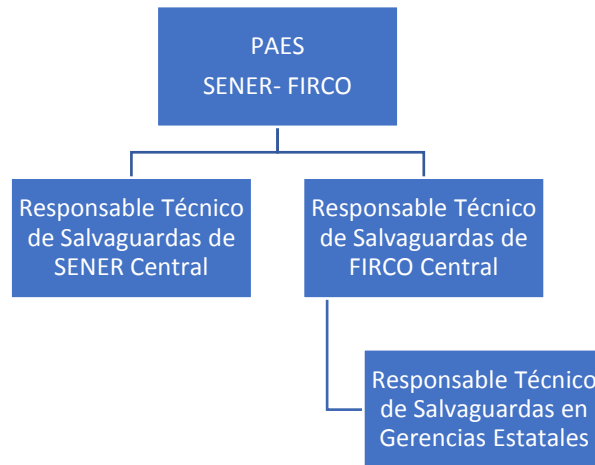 PAES
SENER- FIRCO
Responsable Técnico
de Salvaguardas de
SENER Central
Responsable Técnico
de Salvaguardas de
FIRCO Central
Responsable Técnico
de Salvaguardas en
Gerencias Estatales